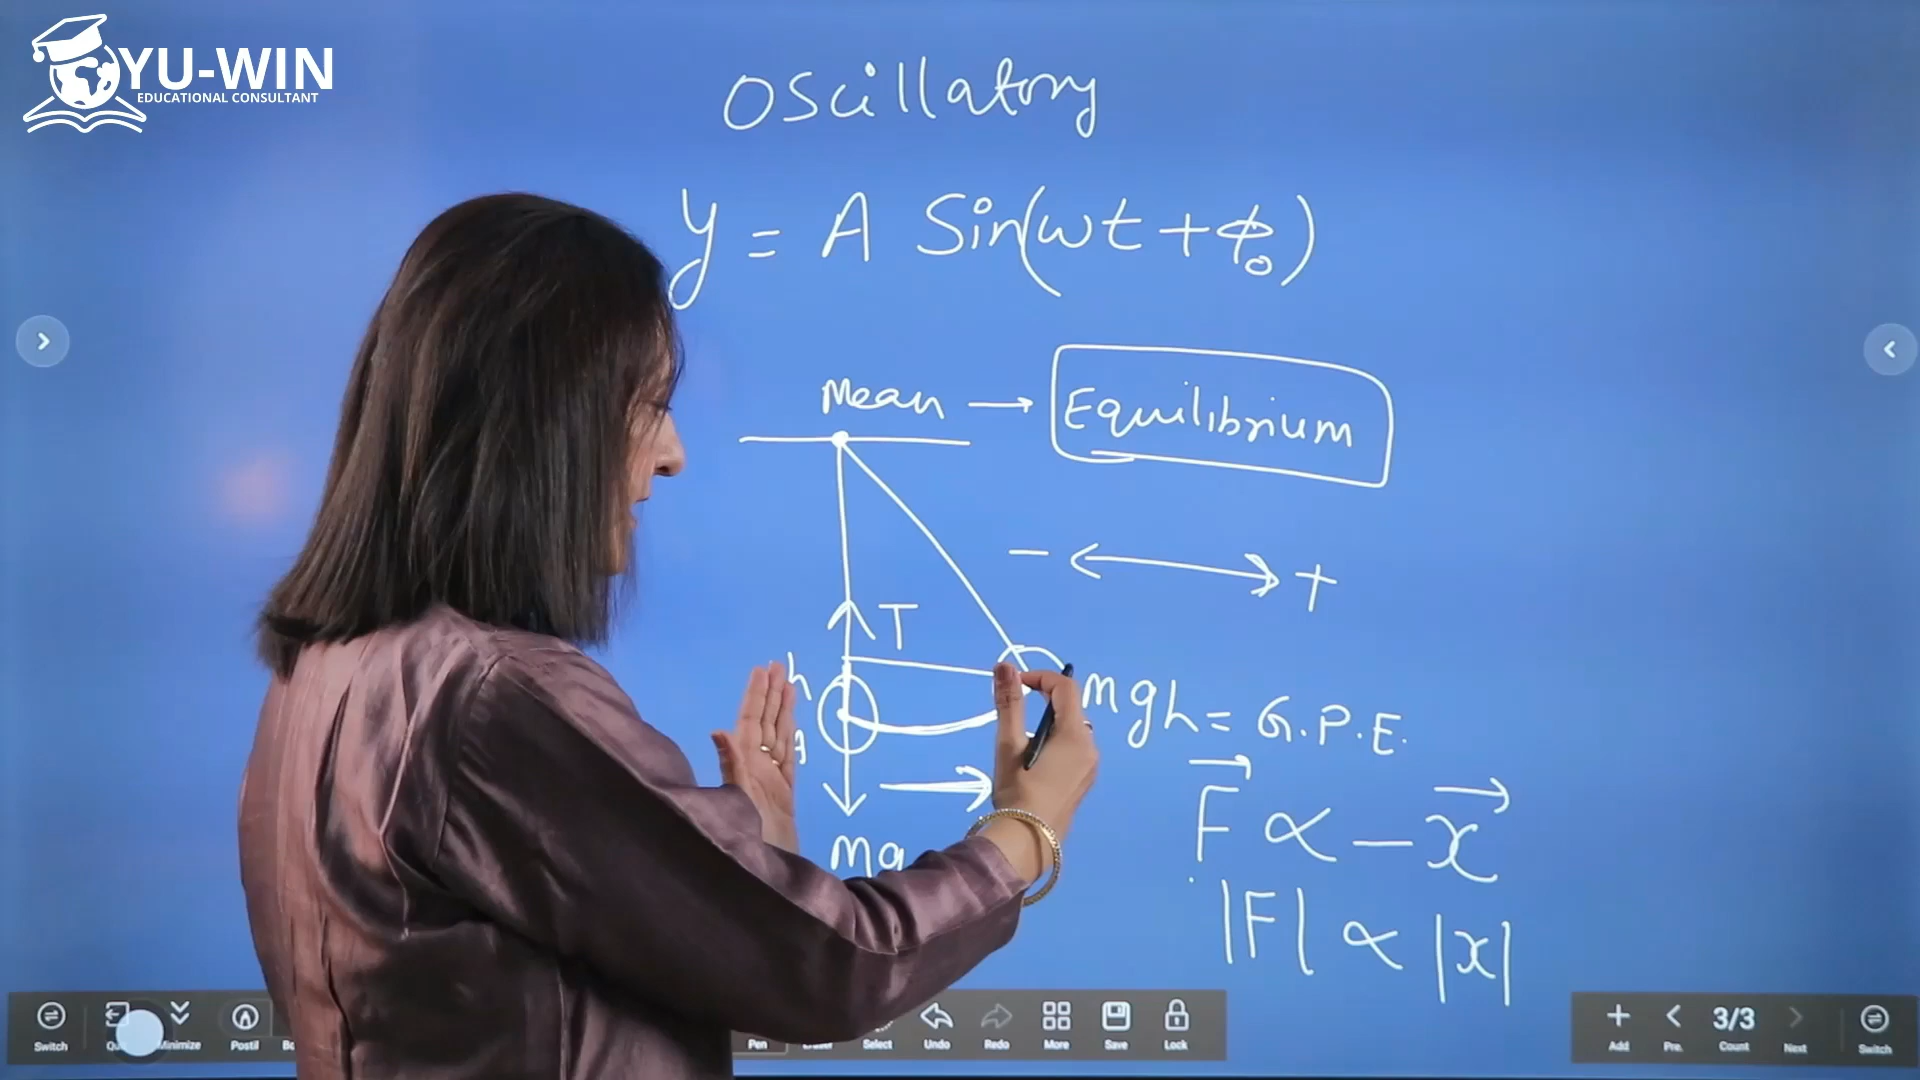 YU-WIN
EDUCATIONAL CONSULTANT
Oscillatory
y = A Sin(ωt + φ₀)
Mean → Equilibrium
− ↔ +
T
h
mgh = G.P.E.
A
F ∝ − x
mg
|F| ∝ |x|
Switch
Minimize
Postil
Pen
Select
Undo
Redo
More
Save
Lock
Add
Pre.
3/3
Count
Next
Switch